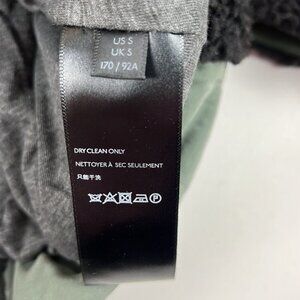 US S
UK S
170 / 92A
DRY CLEAN ONLY
NETTOYER À SEC SEULEMENT
只能干洗
P